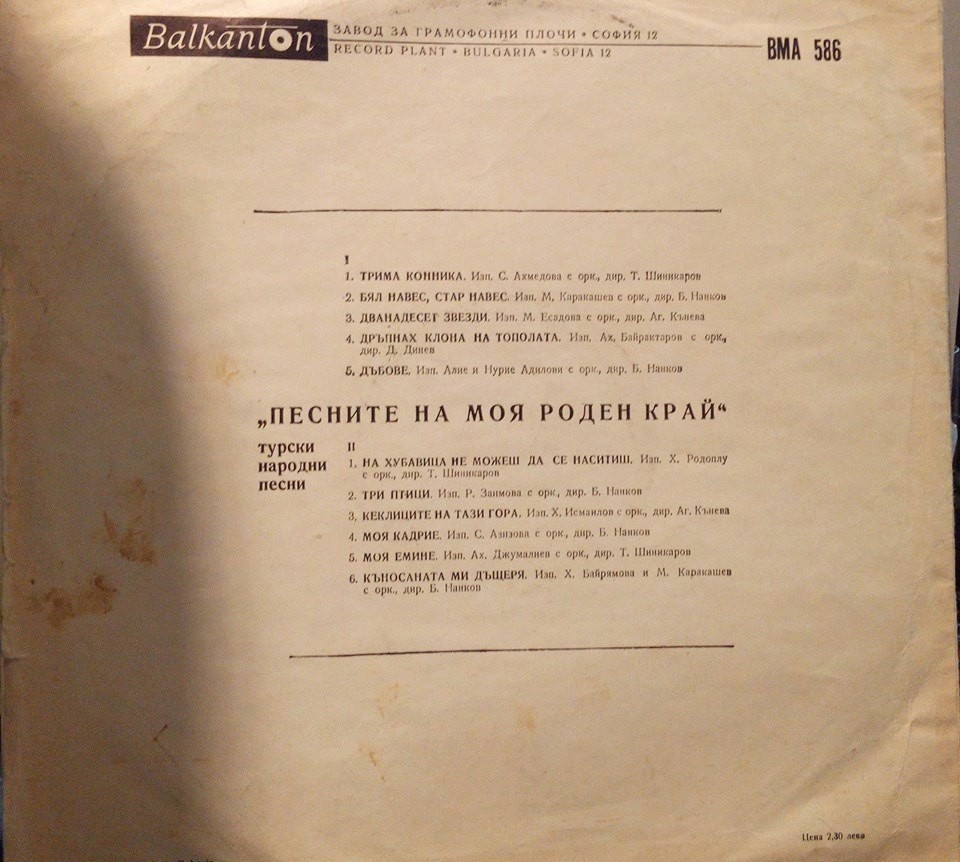 Balkanton
ЗАВОД ЗА ГРАМОФОННИ ПЛОЧИ • СОФИЯ 12
RECORD PLANT • BULGARIA • SOFIA 12
ВМА 586
I
1. ТРИМА КОННИКА. Изп. С. Ахмедова с орк., дир. Т. Шиникаров
2. БЯЛ НАВЕС, СТАР НАВЕС. Изп. М. Каракашев с орк., дир. Б. Нанков
3. ДВАНАДЕСЕТ ЗВЕЗДИ. Изп. М. Есадова с орк., дир. Аг. Кънева
4. ДРЪПНАХ КЛОНА НА ТОПОЛАТА. Изп. Ах. Байрактаров с орк.,
дир. Д. Динев
5. ДЪБОВЕ. Изп. Алие и Нурие Адилови с орк., дир. Б. Нанков
„ПЕСНИТЕ НА МОЯ РОДЕН КРАЙ“
турски
народни
песни
II
1. НА ХУБАВИЦА НЕ МОЖЕШ ДА СЕ НАСИТИШ. Изп. Х. Родоплу
с орк., дир. Т. Шиникаров
2. ТРИ ПТИЦИ. Изп. Р. Заимова с орк., дир. Б. Нанков
3. КЕКЛИЦИТЕ НА ТАЗИ ГОРА. Изп. Х. Исмаилов с орк., дир. Аг. Кънева
4. МОЯ КАДРИЕ. Изп. С. Азизова с орк., дир. Б. Нанков
5. МОЯ ЕМИНЕ. Изп. Ах. Джумалиев с орк., дир. Т. Шиникаров
6. КЪНОСАНАТА МИ ДЪЩЕРЯ. Изп. Х. Байрямова и М. Каракашев
с орк., дир. Б. Нанков
Цена 2,30 лева